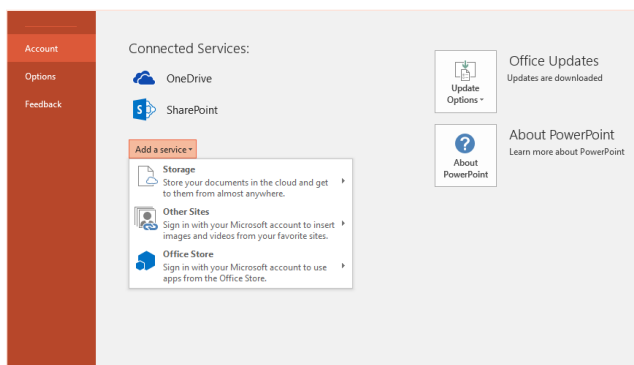 Account
Options
Feedback
Connected Services:
OneDrive
S
SharePoint
Add a service
Storage
Store your documents in the cloud and get
to them from almost anywhere.
Other Sites
Sign in with your Microsoft account to insert
images and videos from your favorite sites.
Office Store
Sign in with your Microsoft account to use
apps from the Office Store.
Update
Options
Office Updates
Updates are downloaded
?
About
PowerPoint
About PowerPoint
Learn more about PowerPoint